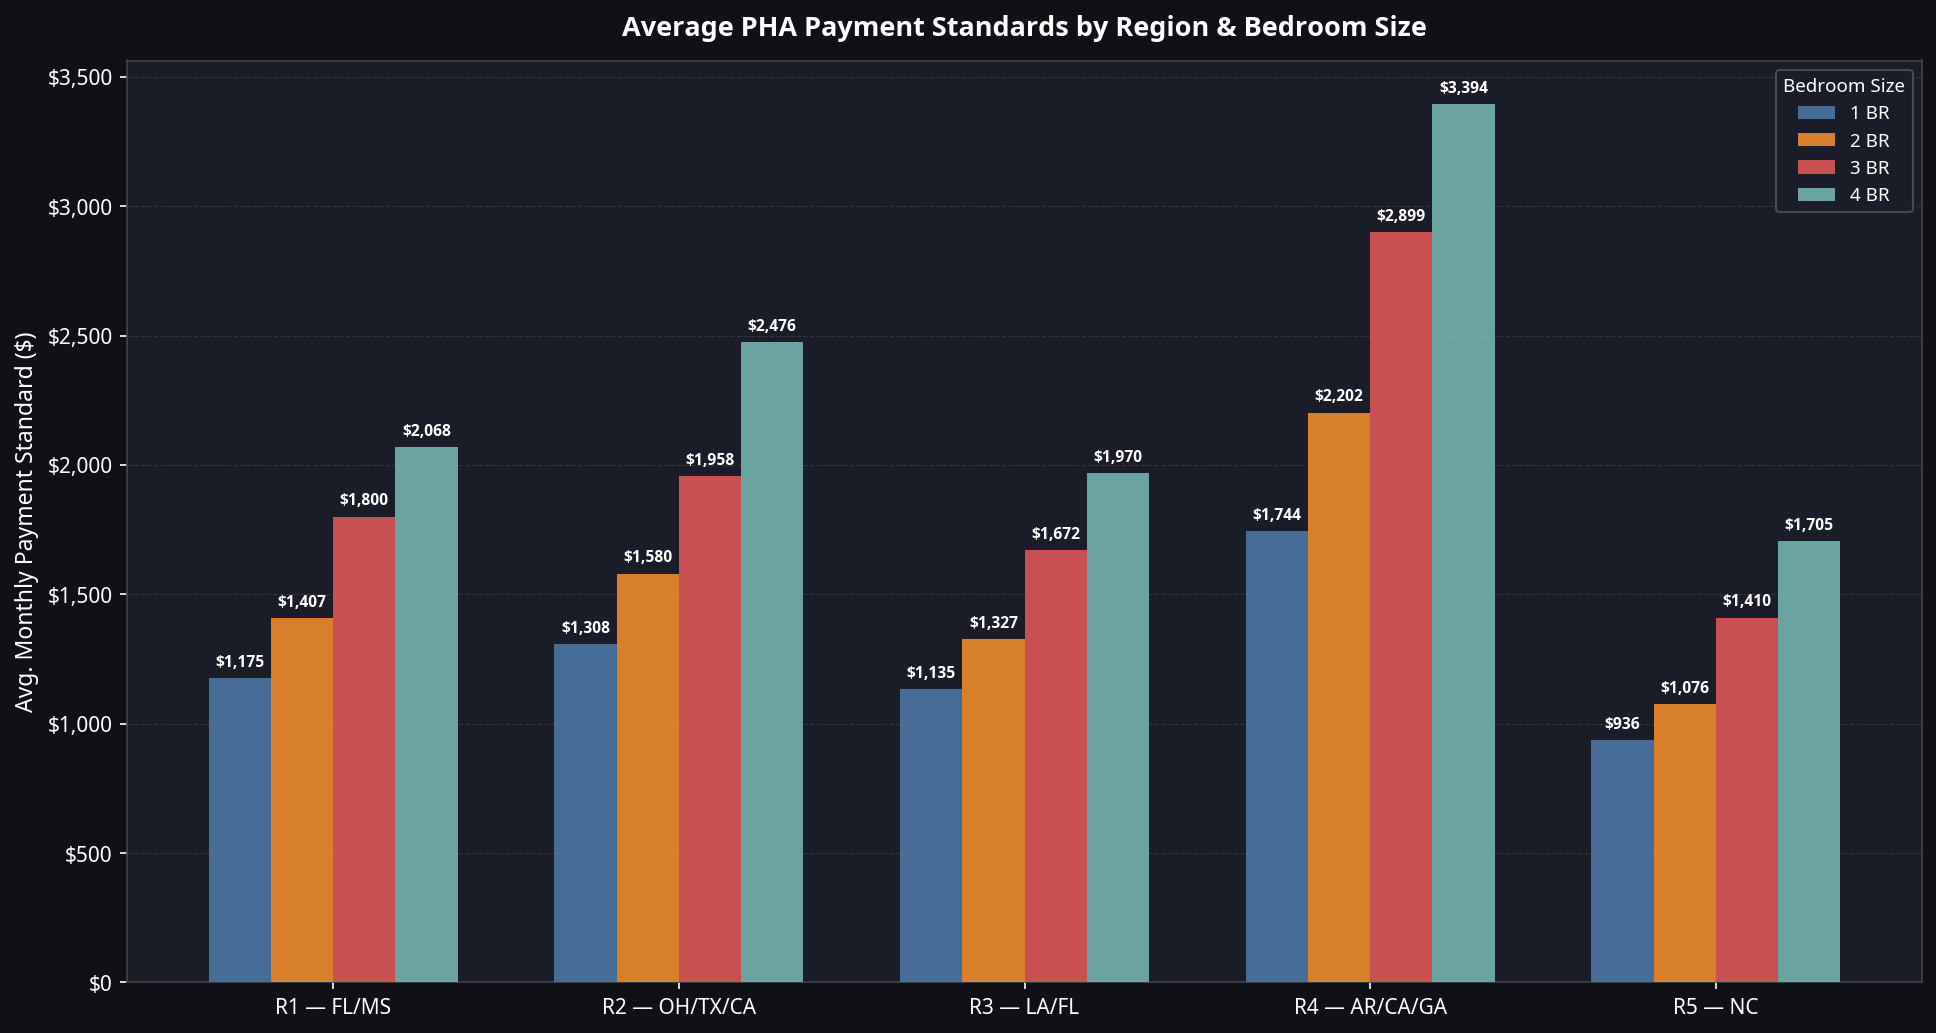 Average PHA Payment Standards by Region & Bedroom Size
Avg. Monthly Payment Standard ($)
$3,500
$3,000
$2,500
$2,000
$1,500
$1,000
$500
$0
Bedroom Size
1 BR
2 BR
3 BR
4 BR
$1,175
$1,407
$1,800
$2,068
$1,308
$1,580
$1,958
$2,476
$1,135
$1,327
$1,672
$1,970
$1,744
$2,202
$2,899
$3,394
$936
$1,076
$1,410
$1,705
R1 — FL/MS
R2 — OH/TX/CA
R3 — LA/FL
R4 — AR/CA/GA
R5 — NC